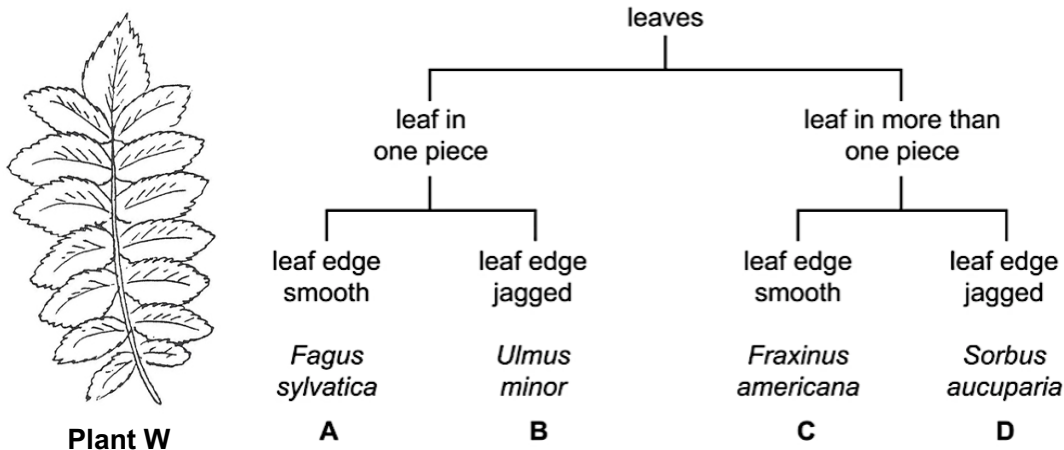 leaves
leaf in
one piece
leaf in more than
one piece
leaf edge
smooth
leaf edge
jagged
leaf edge
smooth
leaf edge
jagged
Fagus
sylvatica
Ulmus
minor
Fraxinus
americana
Sorbus
aucuparia
A
B
C
D
Plant W